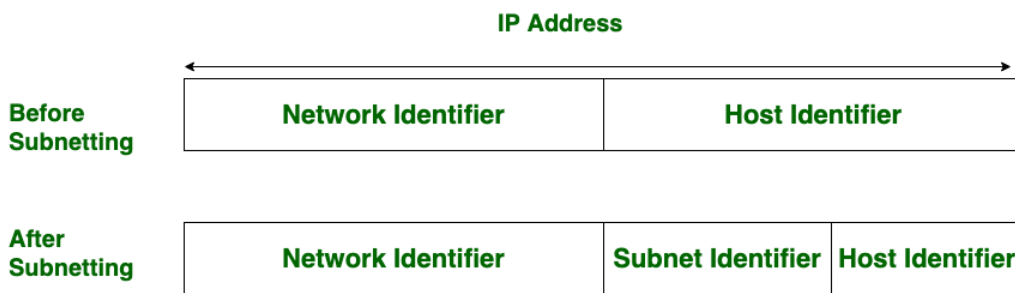 IP Address
Before
Subnetting
Network Identifier
Host Identifier
After
Subnetting
Network Identifier
Subnet Identifier
Host Identifier